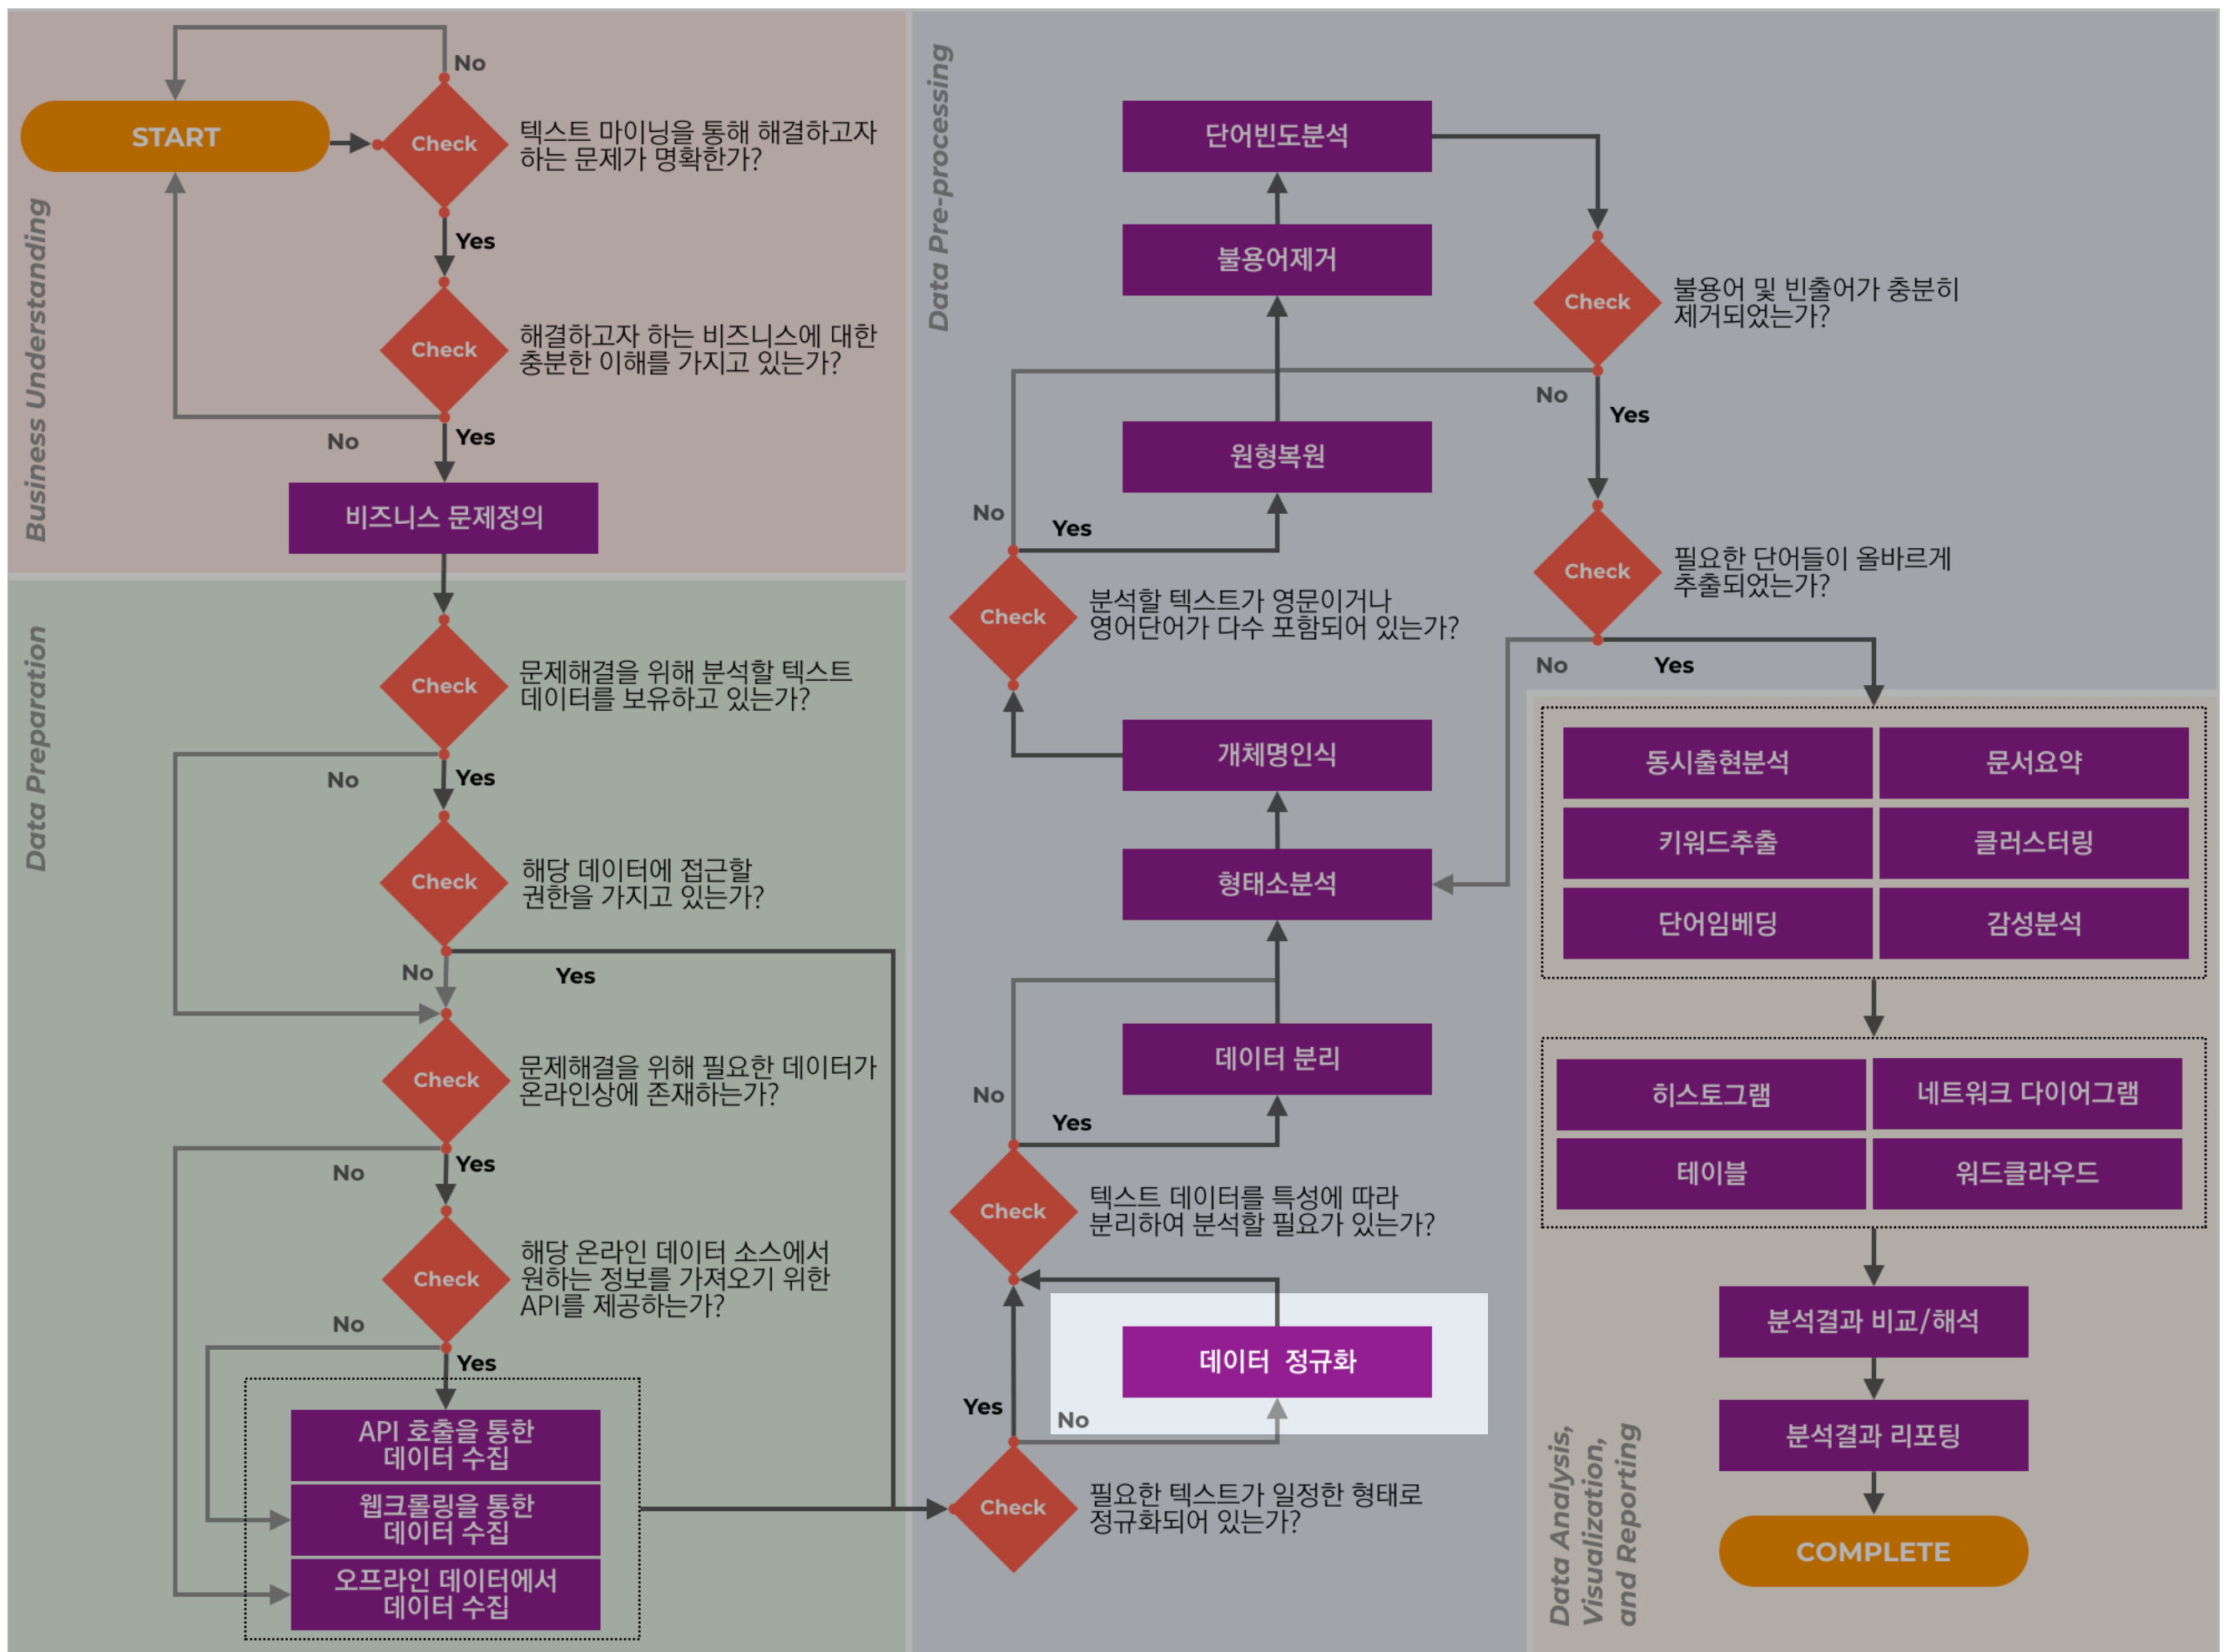 Business Understanding
START
No
Check
텍스트 마이닝을 통해 해결하고자
하는 문제가 명확한가?
Yes
Check
해결하고자 하는 비즈니스에 대한
충분한 이해를 가지고 있는가?
No
Yes
비즈니스 문제정의
Data Preparation
Check
문제해결을 위해 분석할 텍스트
데이터를 보유하고 있는가?
No
Yes
Check
해당 데이터에 접근할
권한을 가지고 있는가?
No
Yes
Check
문제해결을 위해 필요한 데이터가
온라인상에 존재하는가?
No
Yes
Check
해당 온라인 데이터 소스에서
원하는 정보를 가져오기 위한
API를 제공하는가?
No
Yes
API 호출을 통한
데이터 수집
웹크롤링을 통한
데이터 수집
오프라인 데이터에서
데이터 수집
Data Pre-processing
단어빈도분석
불용어제거
Check
불용어 및 빈출어가 충분히
제거되었는가?
No
Yes
원형복원
No
Yes
Check
분석할 텍스트가 영문이거나
영어단어가 다수 포함되어 있는가?
Check
필요한 단어들이 올바르게
추출되었는가?
No
Yes
개체명인식
형태소분석
데이터 분리
No
Yes
Check
텍스트 데이터를 특성에 따라
분리하여 분석할 필요가 있는가?
데이터 정규화
Yes
No
Check
필요한 텍스트가 일정한 형태로
정규화되어 있는가?
동시출현분석
문서요약
키워드추출
클러스터링
단어임베딩
감성분석
히스토그램
네트워크 다이어그램
테이블
워드클라우드
분석결과 비교/해석
분석결과 리포팅
COMPLETE
Data Analysis,
Visualization,
and Reporting